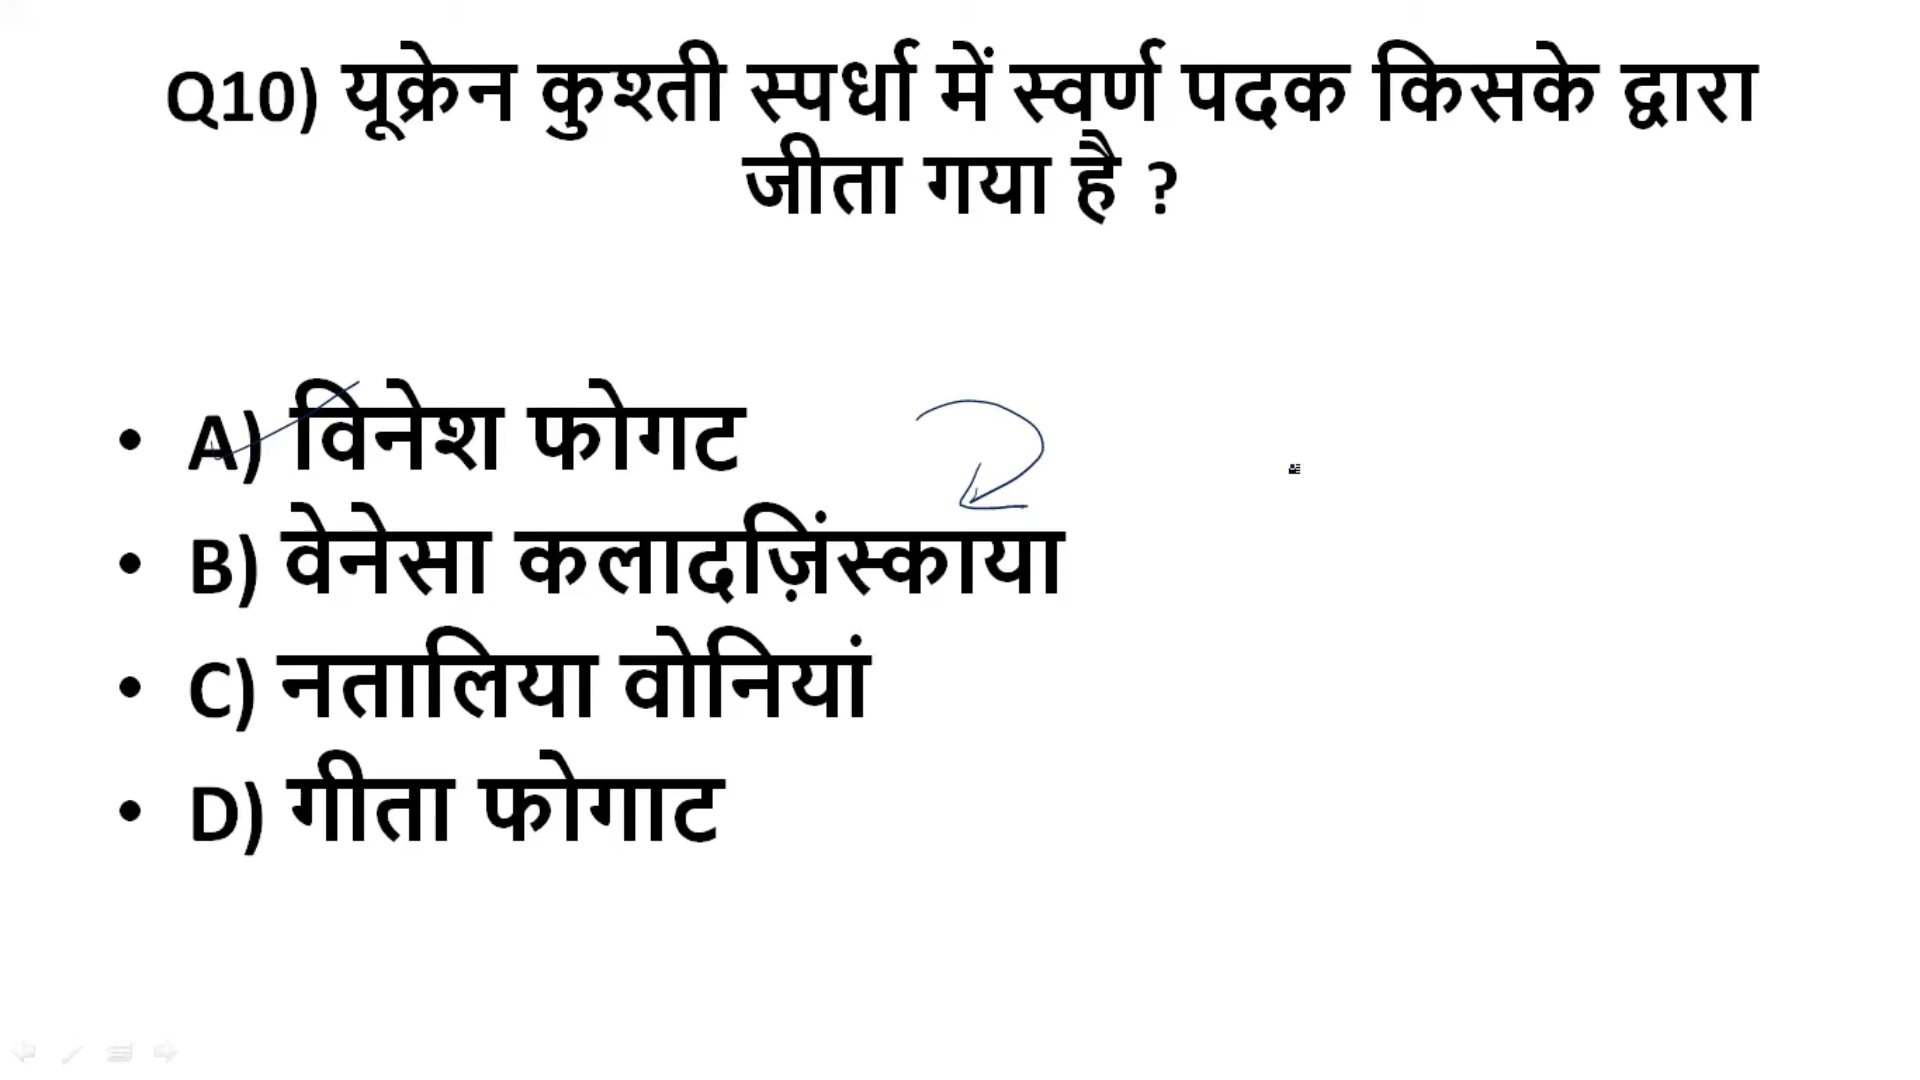 Q10) यूक्रेन कुश्ती स्पर्धा में स्वर्ण पदक किसके द्वारा
जीता गया है ?
• A) विनेश फोगट
• B) वेनेसा कलादज़िंस्काया
• C) नतालिया वोनियां
• D) गीता फोगाट